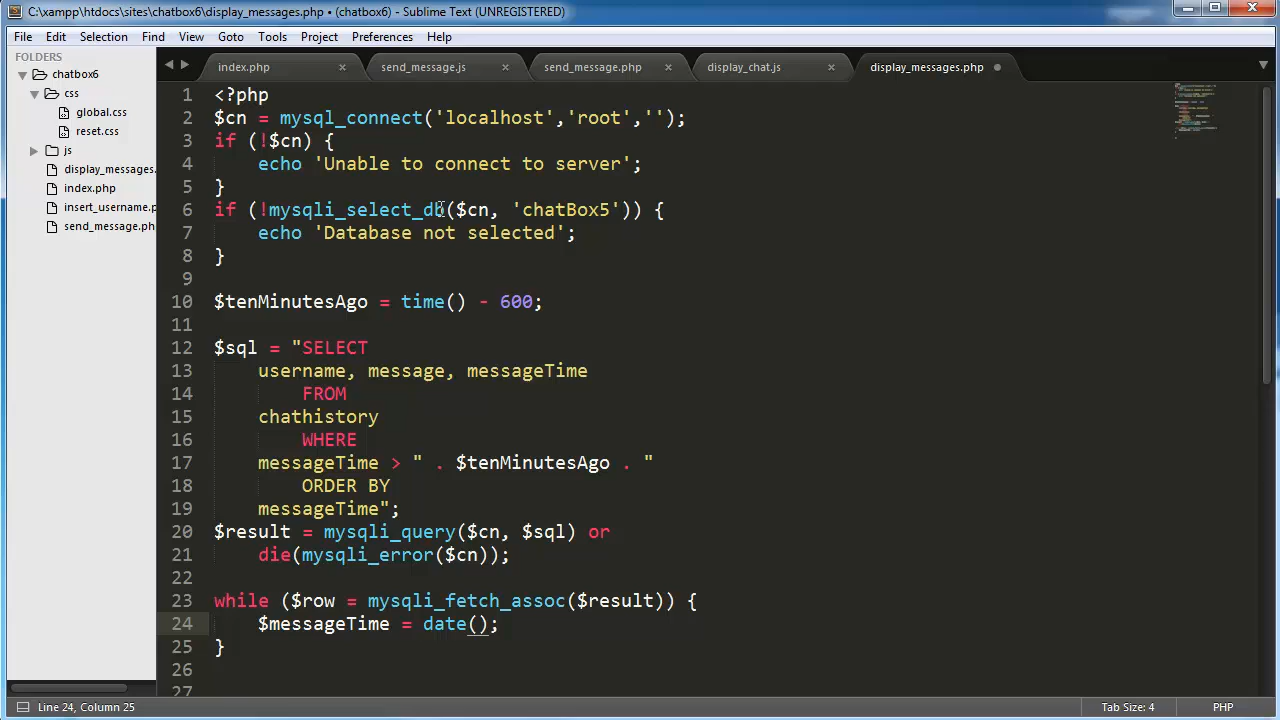 C:\xampp\htdocs\sites\chatbox6\display_messages.php • (chatbox6) - Sublime Text (UNREGISTERED)
File Edit Selection Find View Goto Tools Project Preferences Help
FOLDERS
chatbox6
css
global.css
reset.css
js
display_messages.
index.php
insert_username.p
send_message.ph
index.php × send_message.js × send_message.php × display_chat.js × display_messages.php
1 <?php
2 $cn = mysql_connect('localhost','root','');
3 if (!$cn) {
4     echo 'Unable to connect to server';
5 }
6 if (!mysqli_select_db($cn, 'chatBox5')) {
7     echo 'Database not selected';
8 }
9
10 $tenMinutesAgo = time() - 600;
11
12 $sql = "SELECT
13     username, message, messageTime
14         FROM
15     chathistory
16         WHERE
17     messageTime > " . $tenMinutesAgo . "
18         ORDER BY
19     messageTime";
20 $result = mysqli_query($cn, $sql) or
21     die(mysqli_error($cn));
22
23 while ($row = mysqli_fetch_assoc($result)) {
24     $messageTime = date();
25 }
26
27
Line 24, Column 25
Tab Size: 4
PHP